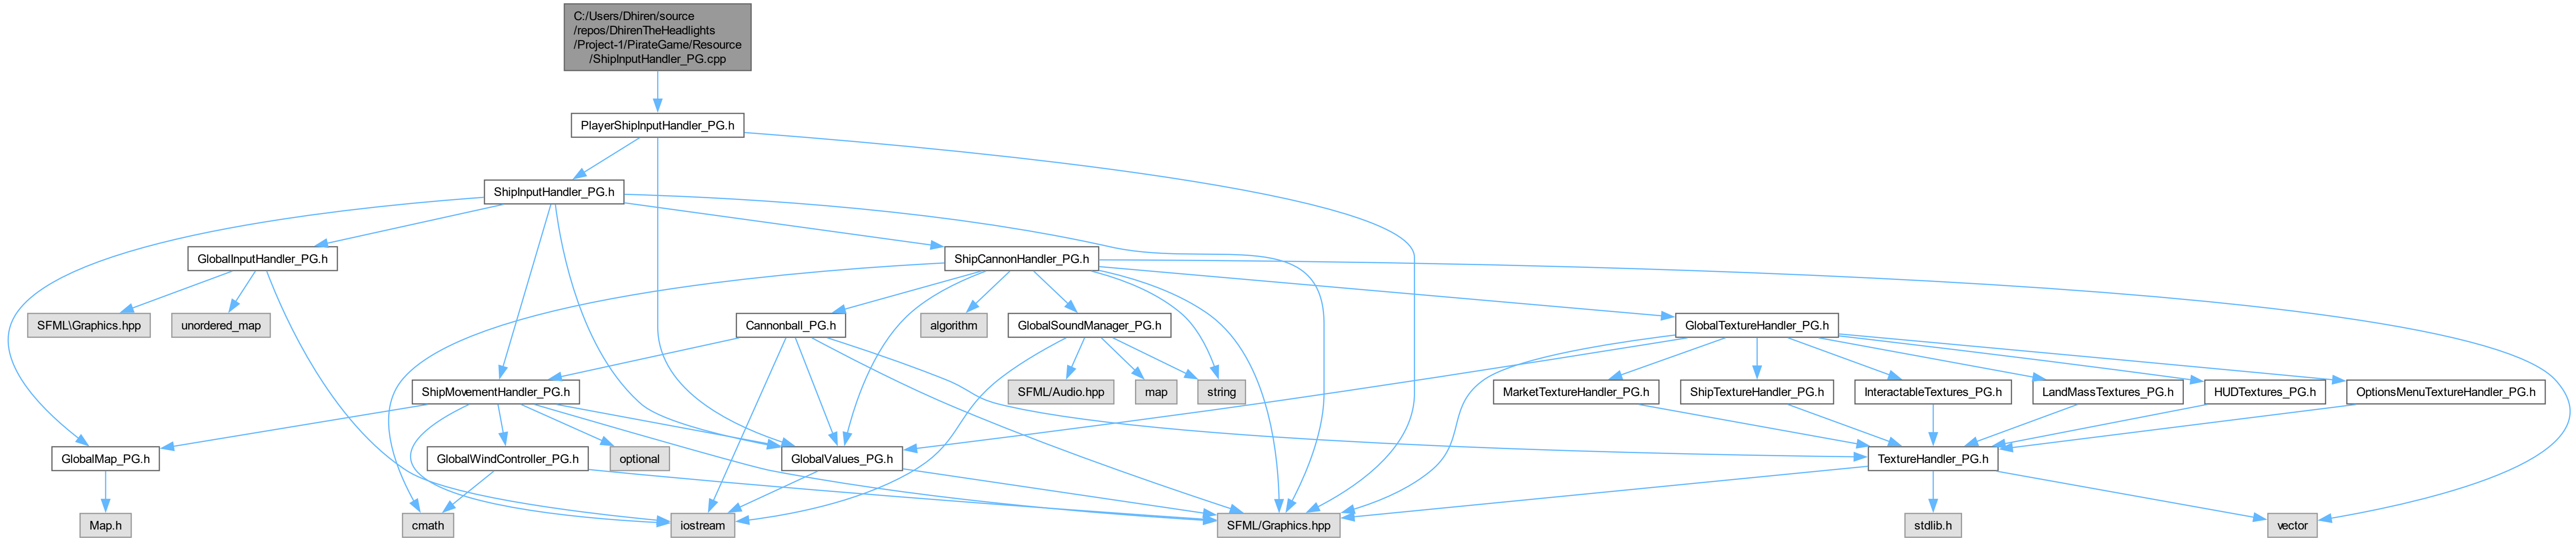 C:/Users/Dhiren/source
/repos/DhirenTheHeadlights
/Project-1/PirateGame/Resource
/ShipInputHandler_PG.cpp
PlayerShipInputHandler_PG.h
ShipInputHandler_PG.h
GlobalInputHandler_PG.h
ShipCannonHandler_PG.h
SFML\Graphics.hpp
unordered_map
Cannonball_PG.h
algorithm
GlobalSoundManager_PG.h
GlobalTextureHandler_PG.h
ShipMovementHandler_PG.h
SFML/Audio.hpp
map
string
MarketTextureHandler_PG.h
ShipTextureHandler_PG.h
InteractableTextures_PG.h
LandMassTextures_PG.h
HUDTextures_PG.h
OptionsMenuTextureHandler_PG.h
GlobalMap_PG.h
GlobalWindController_PG.h
optional
GlobalValues_PG.h
TextureHandler_PG.h
Map.h
cmath
iostream
SFML/Graphics.hpp
stdlib.h
vector